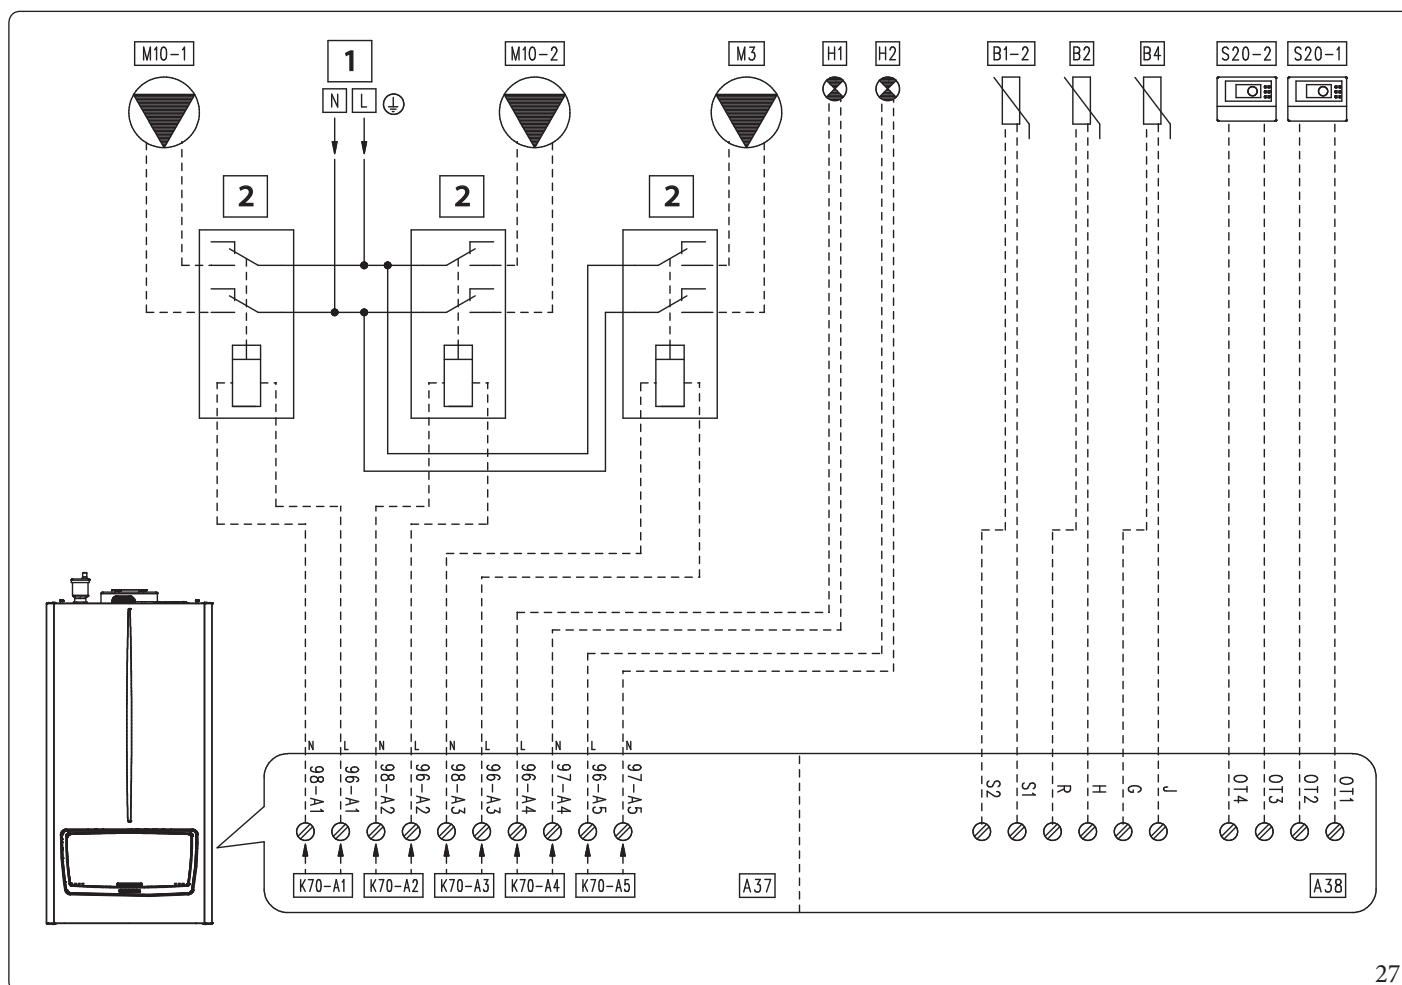 M10-1
1
M10-2
M3
H1
H2
B1-2
B2
B4
S20-2
S20-1
N
L
2
2
2
N
L
N
L
N
L
L
N
L
N
98-A1
96-A1
98-A2
96-A2
98-A3
96-A3
96-A4
97-A4
96-A5
97-A5
S2
S1
R
H
G
J
OT4
OT3
OT2
OT1
K70-A1
K70-A2
K70-A3
K70-A4
K70-A5
A37
A38
27